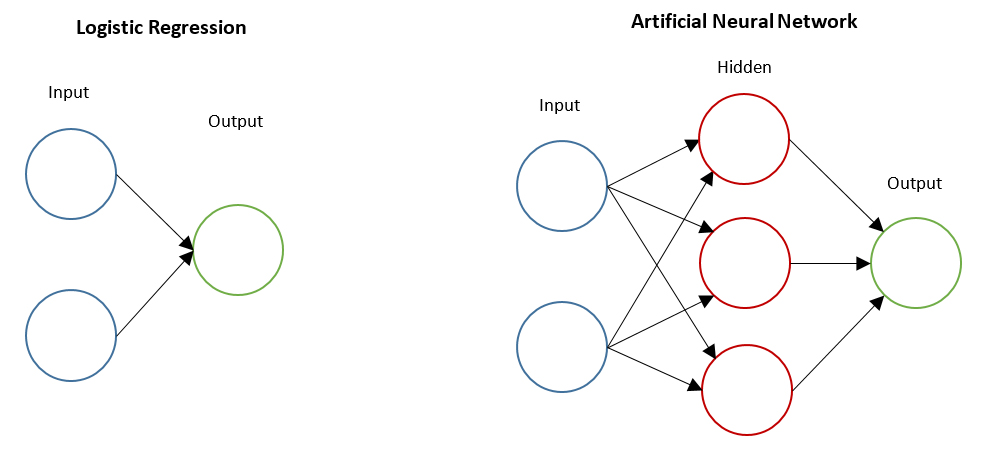 Logistic Regression
Input
Output
Artificial Neural Network
Hidden
Input
Output